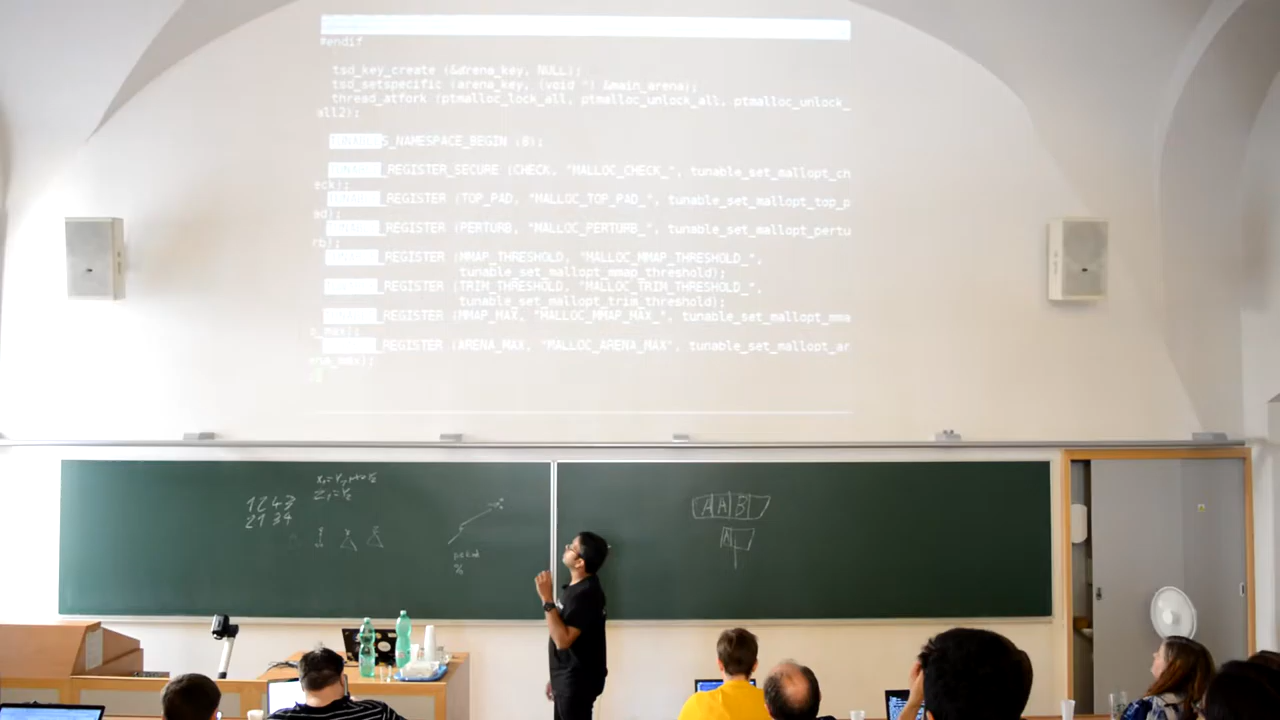 #endif
tsd_key_create (&arena_key, NULL);
tsd_setspecific (arena_key, (void *) &main_arena);
thread_atfork (ptmalloc_lock_all, ptmalloc_unlock_all, ptmalloc_unlock_
all2);
TUNABLES_NAMESPACE_BEGIN (8);
_REGISTER_SECURE (CHECK, "MALLOC_CHECK_", tunable_set_mallopt_ch
eck);
_REGISTER (TOP_PAD, "MALLOC_TOP_PAD_", tunable_set_mallopt_top_p
ad);
_REGISTER (PERTURB, "MALLOC_PERTURB_", tunable_set_mallopt_pertu
rb);
_REGISTER (MMAP_THRESHOLD, "MALLOC_MMAP_THRESHOLD_",
tunable_set_mallopt_mmap_threshold);
_REGISTER (TRIM_THRESHOLD, "MALLOC_TRIM_THRESHOLD_",
tunable_set_mallopt_trim_threshold);
_REGISTER (MMAP_MAX, "MALLOC_MMAP_MAX_", tunable_set_mallopt_mma
p_max);
_REGISTER (ARENA_MAX, "MALLOC_ARENA_MAX", tunable_set_mallopt_ar
ena_max);
1243
2134
A A B